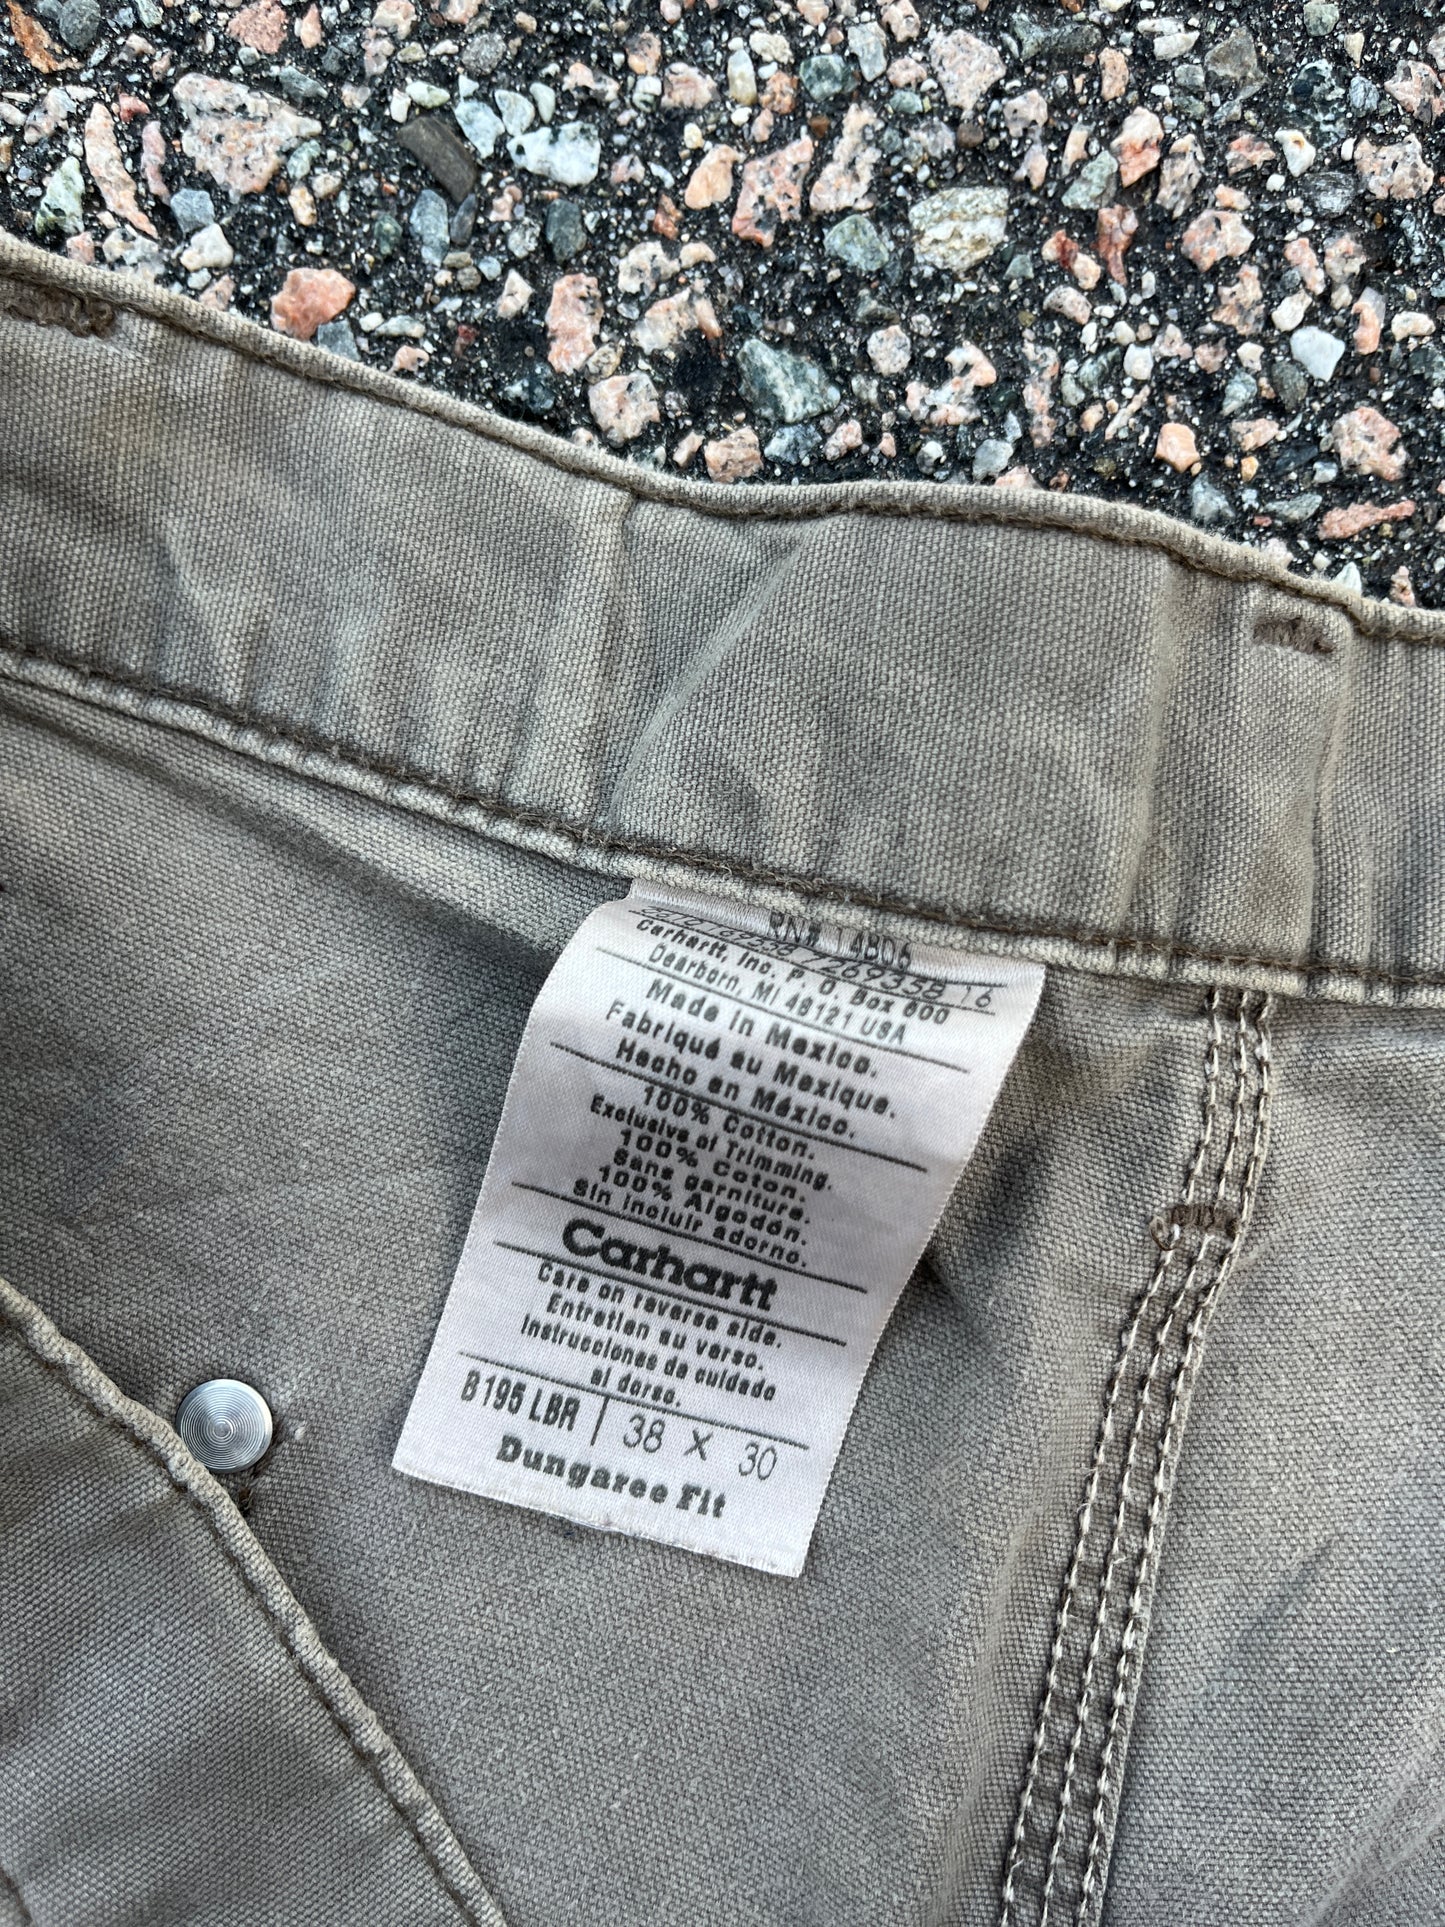 RN# 14806
7269358 16
Carhartt, Inc. P. O. Box 600
Dearborn, MI 48121 USA
Made in Mexico.
Fabriqué au Mexique.
Hecho en México.
100% Cotton.
Exclusive of Trimming.
100% Coton.
Sans garniture.
100% Algodón.
Sin incluir adorno.
Carhartt
Care on reverse side.
Entretien au verso.
Instrucciones de cuidado
al dorso.
B195 LBR | 38 X 30
Dungaree Fit